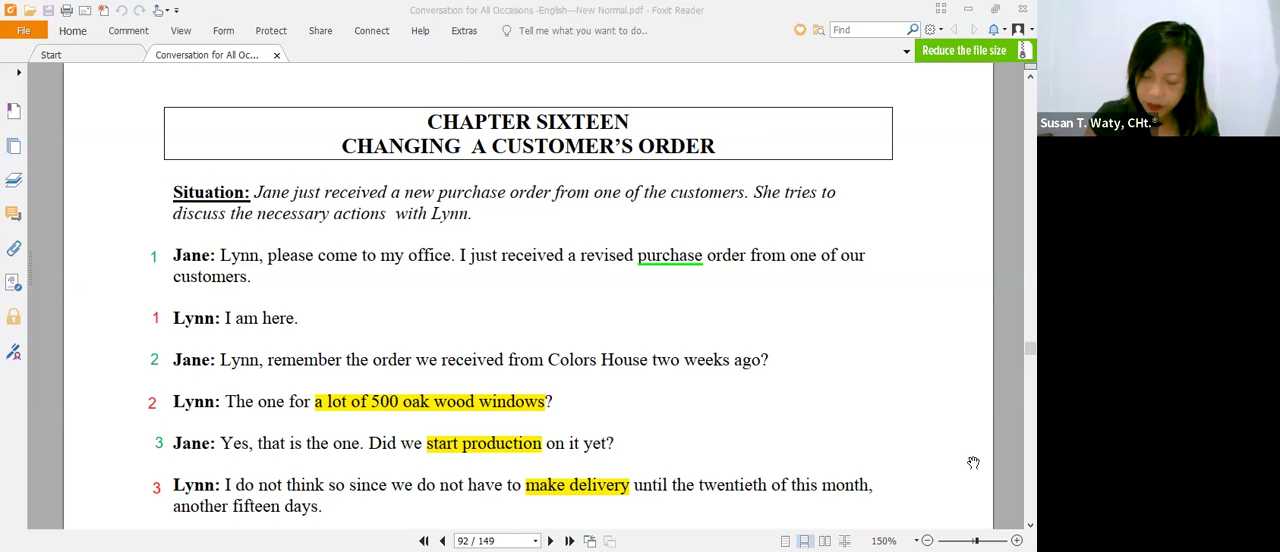 Conversation for All Occasions -English---New Normal.pdf - Foxit Reader
File Home Comment View Form Protect Share Connect Help Extras Tell me what you want to do.. Find
Start Conversation for All Oc... Reduce the file size
CHAPTER SIXTEEN
CHANGING A CUSTOMER'S ORDER
Situation: Jane just received a new purchase order from one of the customers. She tries to
discuss the necessary actions with Lynn.
1 Jane: Lynn, please come to my office. I just received a revised purchase order from one of our
customers.
1 Lynn: I am here.
2 Jane: Lynn, remember the order we received from Colors House two weeks ago?
2 Lynn: The one for a lot of 500 oak wood windows?
3 Jane: Yes, that is the one. Did we start production on it yet?
3 Lynn: I do not think so since we do not have to make delivery until the twentieth of this month,
another fifteen days.
92 / 149
150%
Susan T. Waty, CHt.®